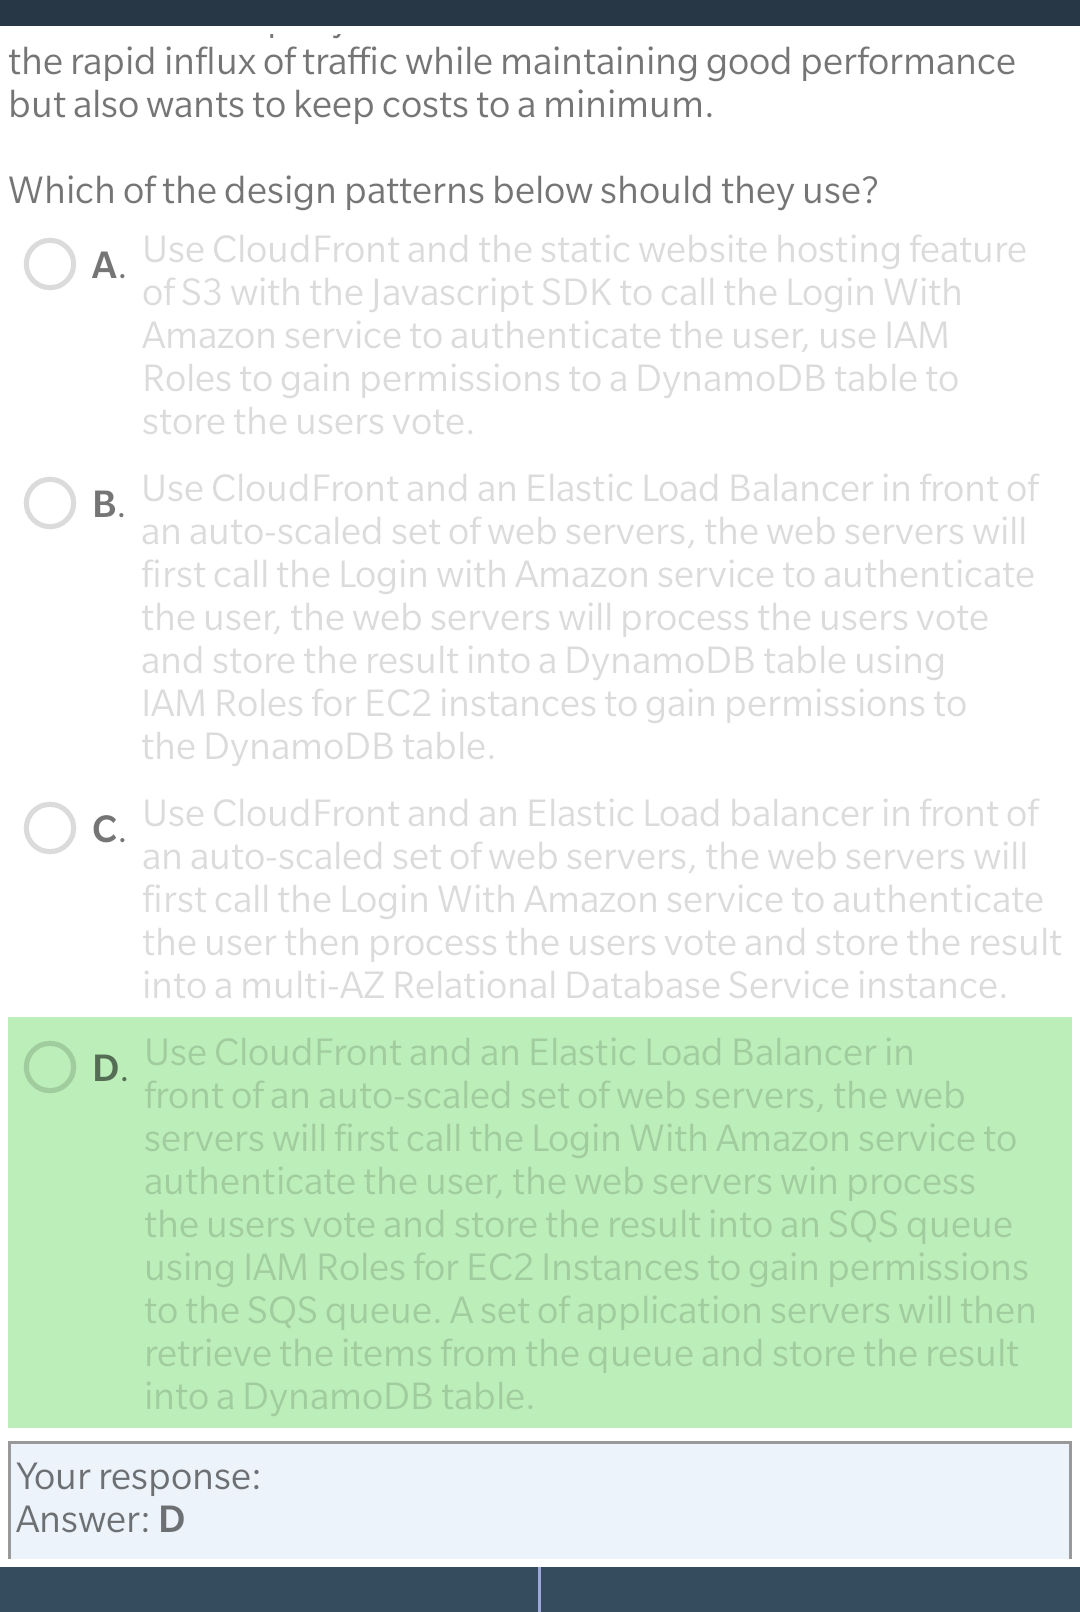 the rapid influx of traffic while maintaining good performance
but also wants to keep costs to a minimum.
Which of the design patterns below should they use?
A. Use CloudFront and the static website hosting feature
of S3 with the Javascript SDK to call the Login With
Amazon service to authenticate the user, use IAM
Roles to gain permissions to a DynamoDB table to
store the users vote.
B. Use CloudFront and an Elastic Load Balancer in front of
an auto-scaled set of web servers, the web servers will
first call the Login with Amazon service to authenticate
the user, the web servers will process the users vote
and store the result into a DynamoDB table using
IAM Roles for EC2 instances to gain permissions to
the DynamoDB table.
C. Use CloudFront and an Elastic Load balancer in front of
an auto-scaled set of web servers, the web servers will
first call the Login With Amazon service to authenticate
the user then process the users vote and store the result
into a multi-AZ Relational Database Service instance.
D. Use CloudFront and an Elastic Load Balancer in
front of an auto-scaled set of web servers, the web
servers will first call the Login With Amazon service to
authenticate the user, the web servers win process
the users vote and store the result into an SQS queue
using IAM Roles for EC2 Instances to gain permissions
to the SQS queue. A set of application servers will then
retrieve the items from the queue and store the result
into a DynamoDB table.
Your response:
Answer: D